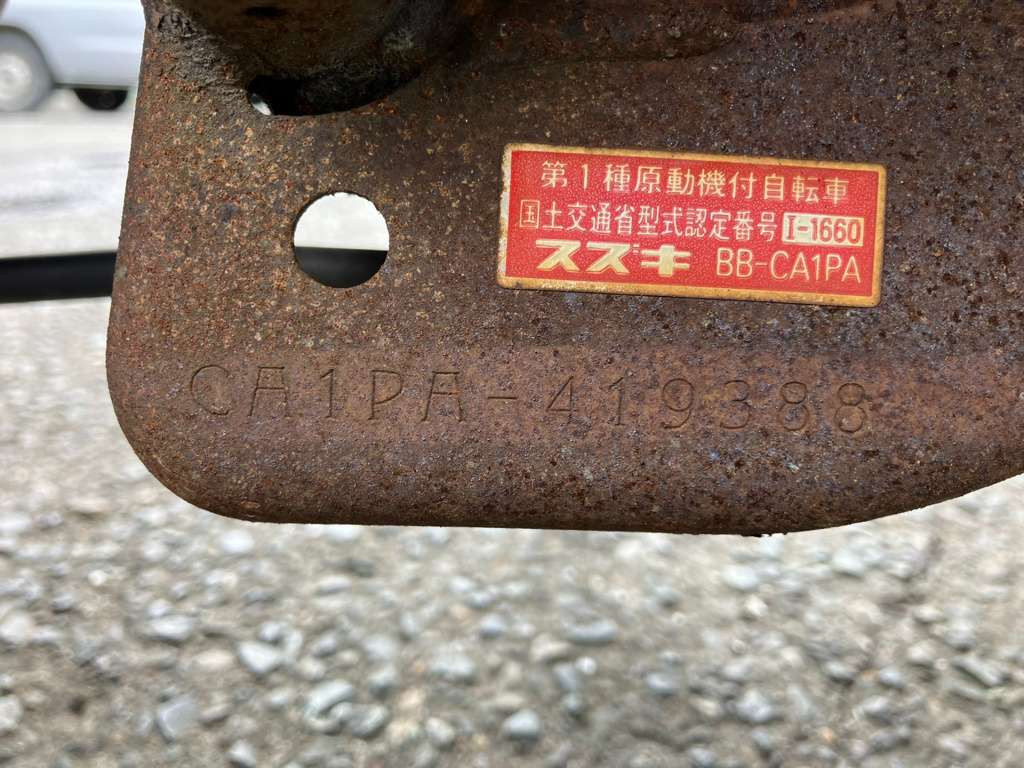 第1種原動機付自転車
国土交通省型式認定番号 I-1660
スズキ BB-CA1PA
CA1PA-419388